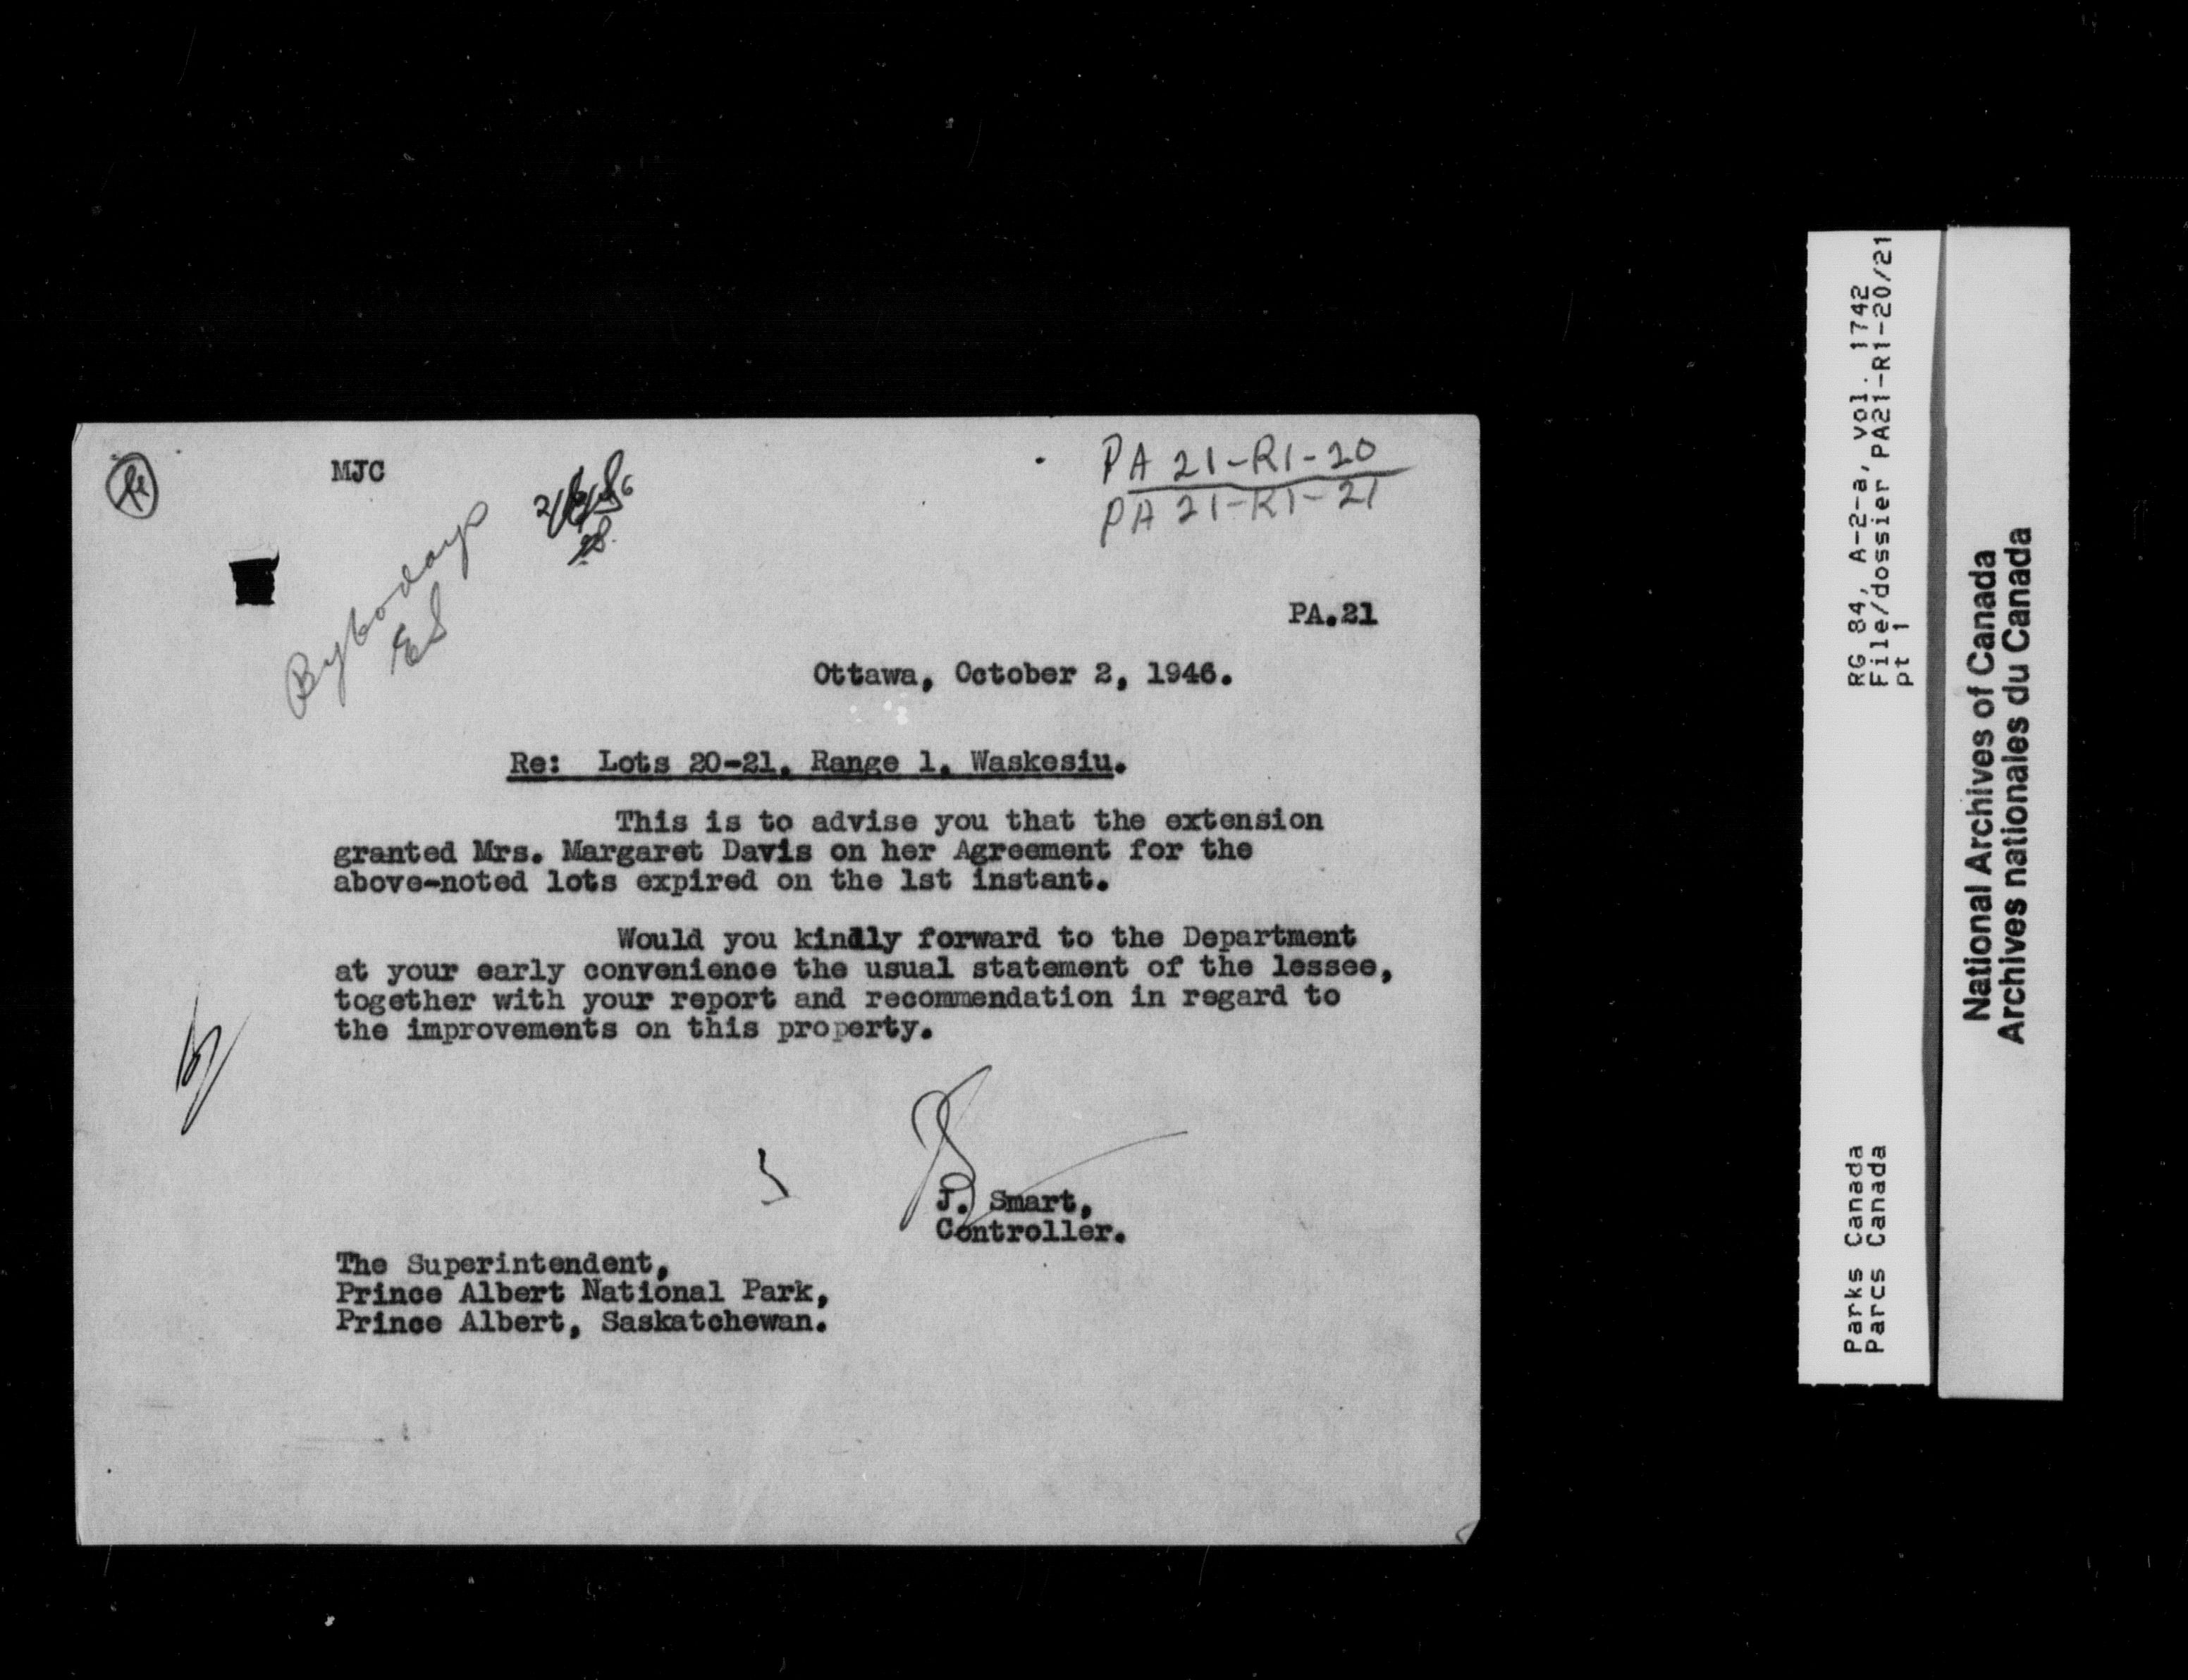 MJC
PA 21-R1-20
PA 21-R1-21
PA.21
Ottawa, October 2, 1946.
Re: Lots 20-21, Range 1, Waskesiu.
This is to advise you that the extension
granted Mrs. Margaret Davis on her Agreement for the
above-noted lots expired on the 1st instant.
Would you kindly forward to the Department
at your early convenience the usual statement of the lessee,
together with your report and recommendation in regard to
the improvements on this property.
J. Smart,
Controller.
The Superintendent,
Prince Albert National Park,
Prince Albert, Saskatchewan.
RG 84, A-2-a, vol. 1742
File/dossier PA21-R1-20/21
pt 1
Parks Canada
Parcs Canada
National Archives of Canada
Archives nationales du Canada